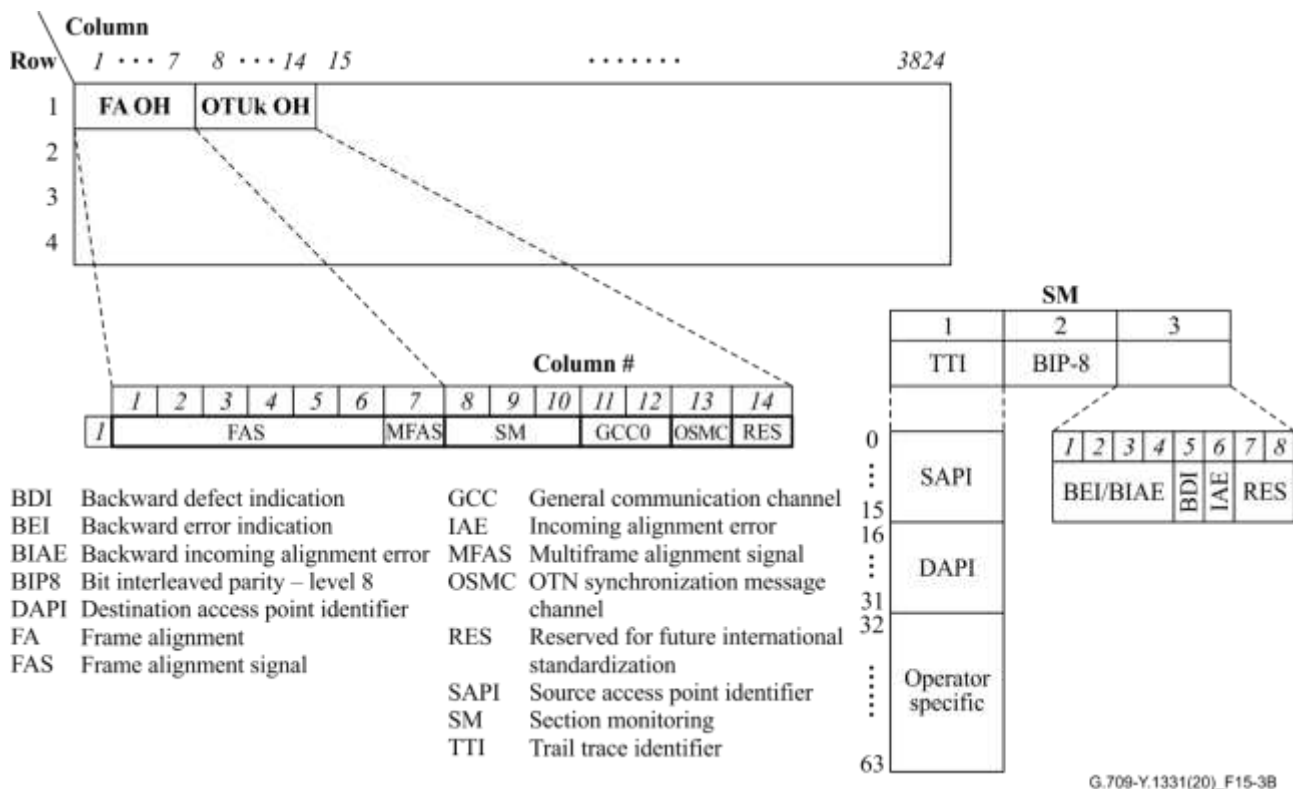 Column
Row 1 ··· 7 8 ··· 14 15 ······· 3824
1 FA OH OTUk OH
2
3
4
SM
1 2 3
TTI BIP-8
Column #
1 2 3 4 5 6 7 8 9 10 11 12 13 14
1 FAS MFAS SM GCC0 OSMC RES
0
SAPI
15
16
DAPI
31
32
Operator
specific
63
1 2 3 4 5 6 7 8
BEI/BIAE BDI IAE RES
BDI Backward defect indication
BEI Backward error indication
BIAE Backward incoming alignment error
BIP8 Bit interleaved parity – level 8
DAPI Destination access point identifier
FA Frame alignment
FAS Frame alignment signal
GCC General communication channel
IAE Incoming alignment error
MFAS Multiframe alignment signal
OSMC OTN synchronization message
channel
RES Reserved for future international
standardization
SAPI Source access point identifier
SM Section monitoring
TTI Trail trace identifier
G.709-Y.1331(20)_F15-3B